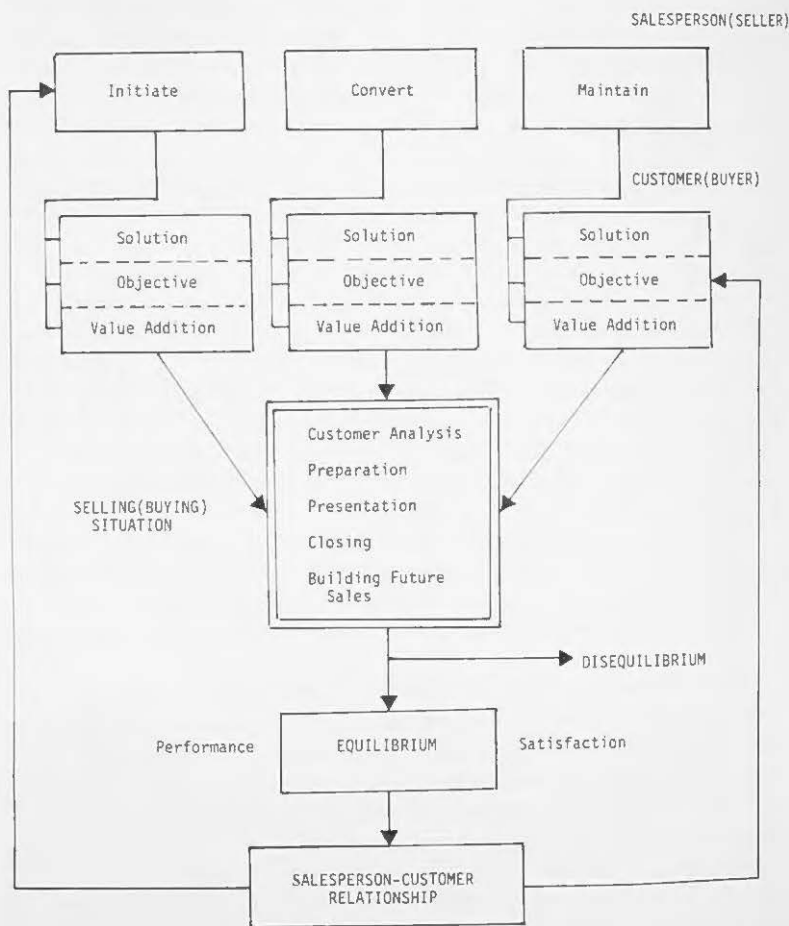 SALESPERSON(SELLER)
Initiate
Convert
Maintain
CUSTOMER(BUYER)
Solution
Objective
Value Addition
Solution
Objective
Value Addition
Solution
Objective
Value Addition
Customer Analysis
Preparation
Presentation
Closing
Building Future
Sales
SELLING(BUYING)
SITUATION
DISEQUILIBRIUM
Performance
EQUILIBRIUM
Satisfaction
SALESPERSON-CUSTOMER
RELATIONSHIP